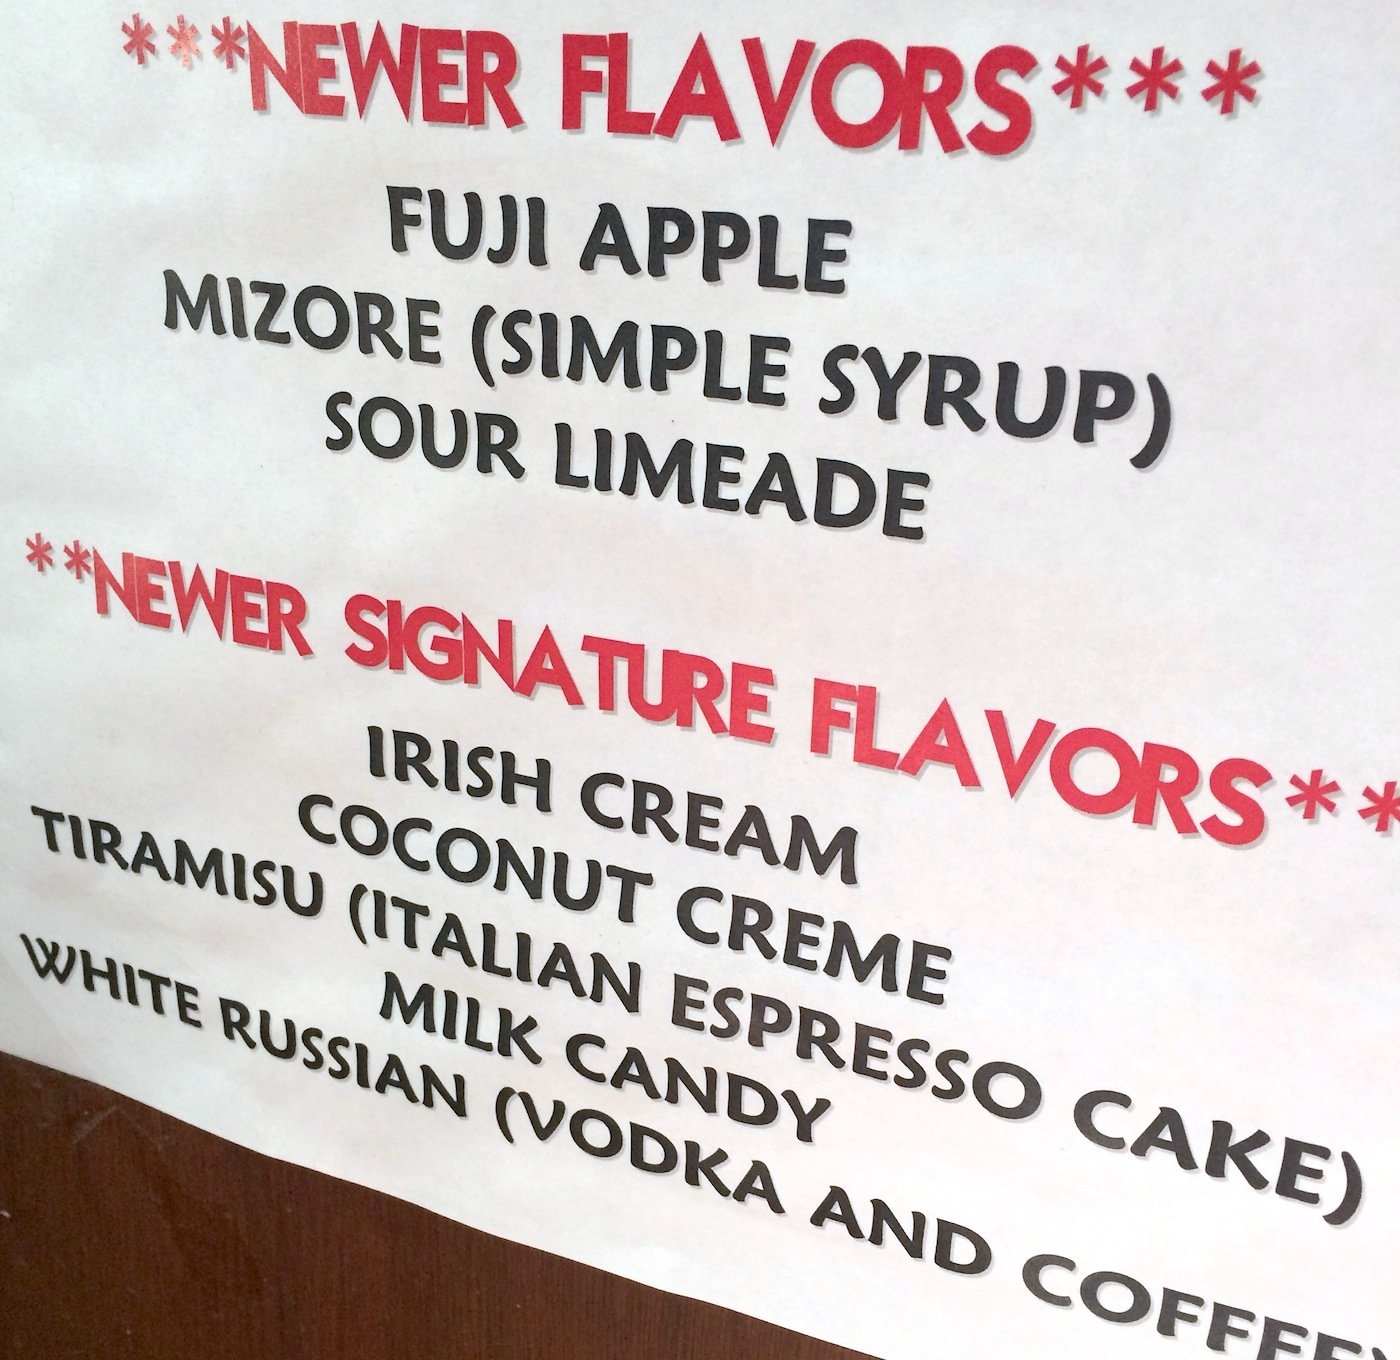 ***NEWER FLAVORS***
FUJI APPLE
MIZORE (SIMPLE SYRUP)
SOUR LIMEADE
**NEWER SIGNATURE FLAVORS**
IRISH CREAM
COCONUT CREME
TIRAMISU (ITALIAN ESPRESSO CAKE)
MILK CANDY
WHITE RUSSIAN (VODKA AND COFFEE)